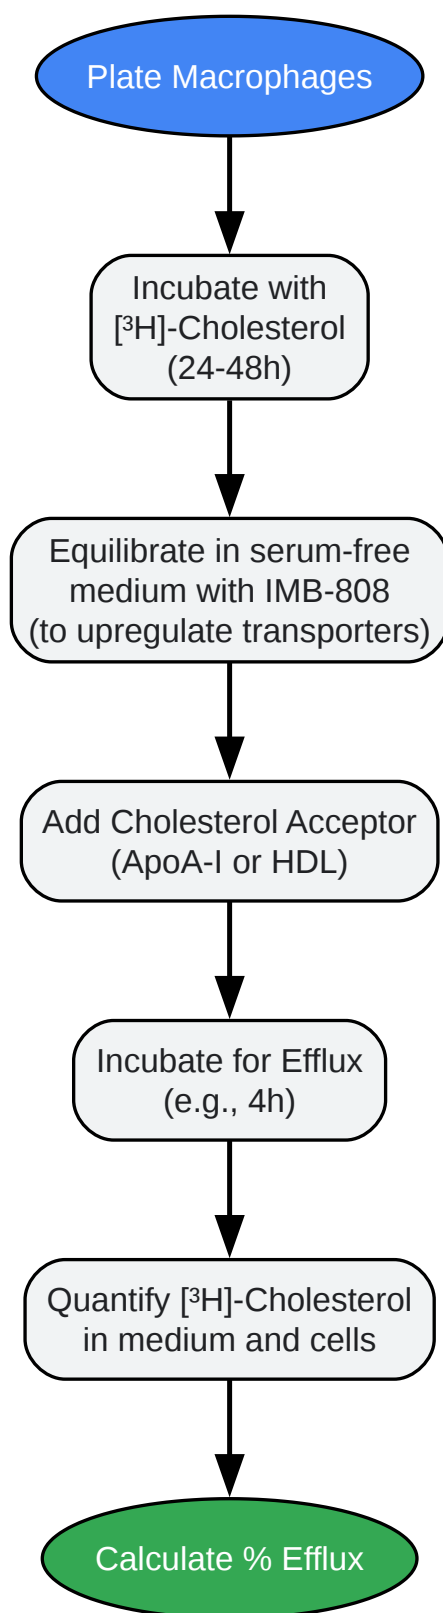 Plate Macrophages
Incubate with
[³H]-Cholesterol
(24-48h)
Equilibrate in serum-free
medium with IMB-808
(to upregulate transporters)
Add Cholesterol Acceptor
(ApoA-I or HDL)
Incubate for Efflux
(e.g., 4h)
Quantify [³H]-Cholesterol
in medium and cells
Calculate % Efflux